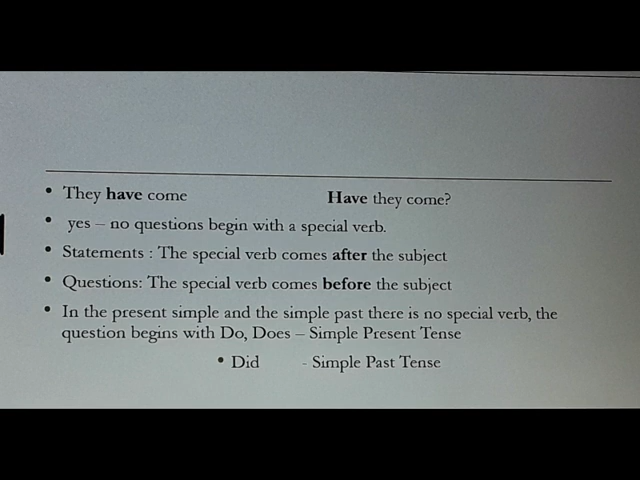 • They have come Have they come?
• yes – no questions begin with a special verb.
• Statements : The special verb comes after the subject
• Questions: The special verb comes before the subject
• In the present simple and the simple past there is no special verb, the
question begins with Do, Does – Simple Present Tense
• Did - Simple Past Tense